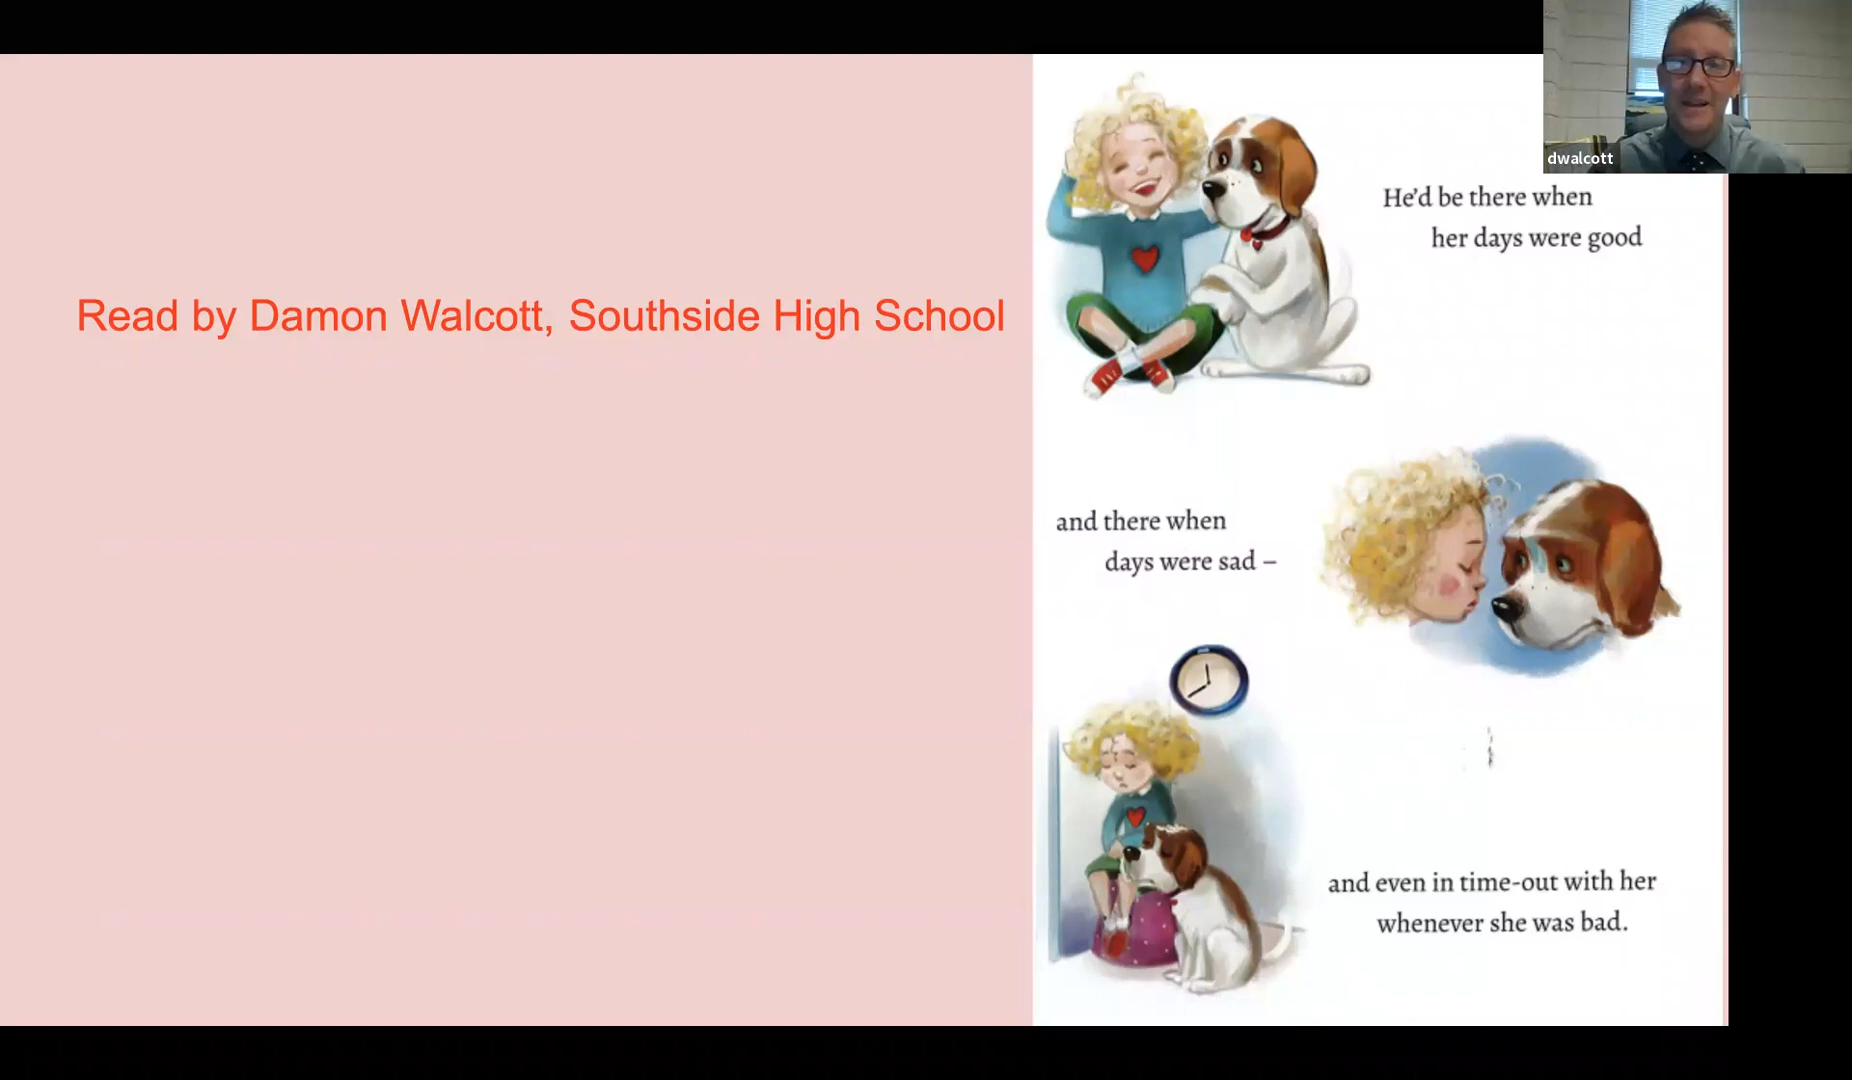 Read by Damon Walcott, Southside High School
dwalcott
He'd be there when
her days were good
and there when
days were sad –
and even in time-out with her
whenever she was bad.